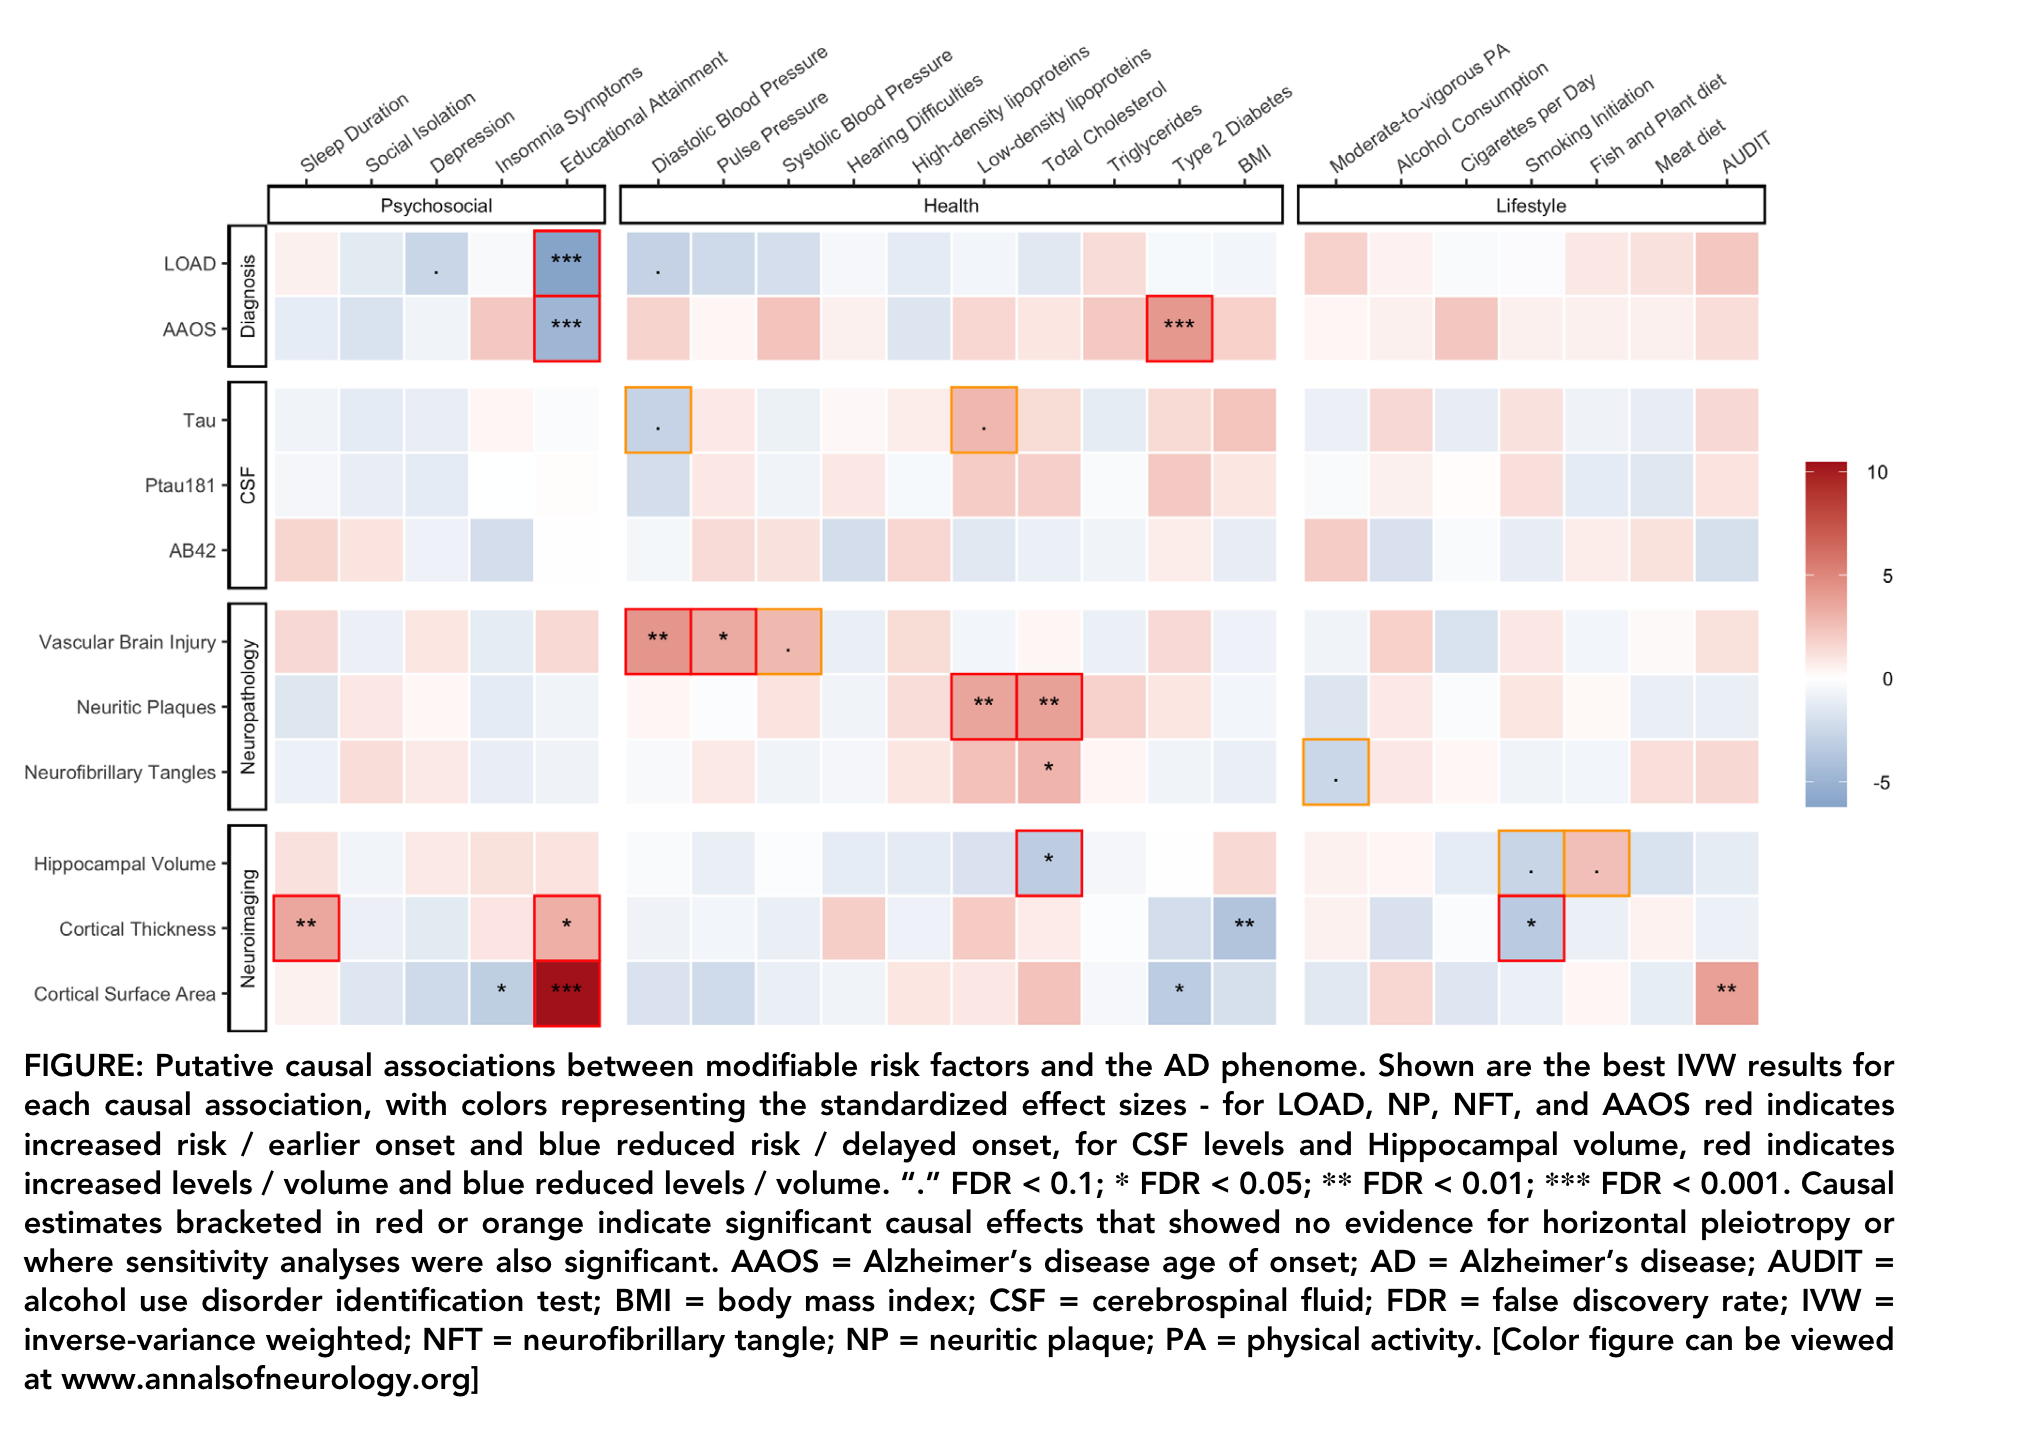 Sleep Duration
Social Isolation
Depression
Insomnia Symptoms
Educational Attainment
Diastolic Blood Pressure
Pulse Pressure
Systolic Blood Pressure
Hearing Difficulties
High-density lipoproteins
Low-density lipoproteins
Total Cholesterol
Triglycerides
Type 2 Diabetes
BMI
Moderate-to-vigorous PA
Alcohol Consumption
Cigarettes per Day
Smoking Initiation
Fish and Plant diet
Meat diet
AUDIT
Psychosocial
Health
Lifestyle
Diagnosis
LOAD . *** .
AAOS *** ***
CSF
Tau . .
Ptau181
AB42
Neuropathology
Vascular Brain Injury ** * .
Neuritic Plaques ** **
Neurofibrillary Tangles * .
Neuroimaging
Hippocampal Volume * . .
Cortical Thickness ** * ** *
Cortical Surface Area * *** * **
10
5
0
-5
FIGURE: Putative causal associations between modifiable risk factors and the AD phenome. Shown are the best IVW results for
each causal association, with colors representing the standardized effect sizes - for LOAD, NP, NFT, and AAOS red indicates
increased risk / earlier onset and blue reduced risk / delayed onset, for CSF levels and Hippocampal volume, red indicates
increased levels / volume and blue reduced levels / volume. “.” FDR < 0.1; * FDR < 0.05; ** FDR < 0.01; *** FDR < 0.001. Causal
estimates bracketed in red or orange indicate significant causal effects that showed no evidence for horizontal pleiotropy or
where sensitivity analyses were also significant. AAOS = Alzheimer’s disease age of onset; AD = Alzheimer’s disease; AUDIT =
alcohol use disorder identification test; BMI = body mass index; CSF = cerebrospinal fluid; FDR = false discovery rate; IVW =
inverse-variance weighted; NFT = neurofibrillary tangle; NP = neuritic plaque; PA = physical activity. [Color figure can be viewed
at www.annalsofneurology.org]